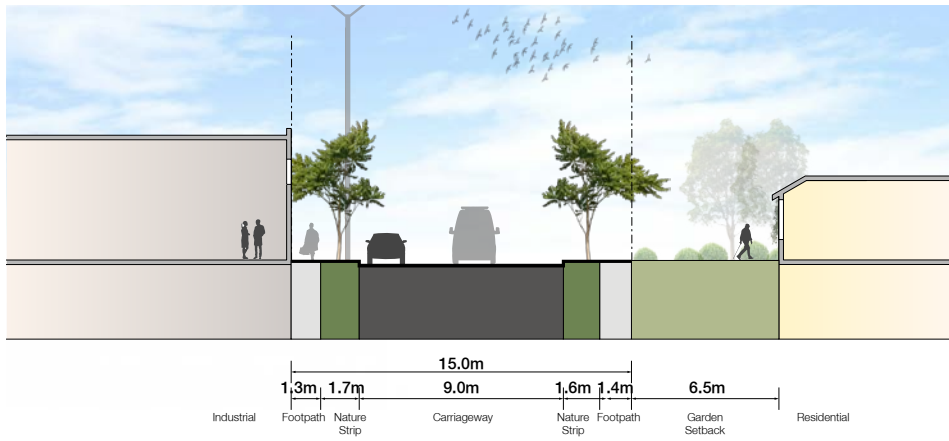 15.0m
1.3m 1.7m 9.0m 1.6m 1.4m 6.5m
Industrial Footpath Nature Carriageway Nature Footpath Garden Residential
Strip Strip Setback